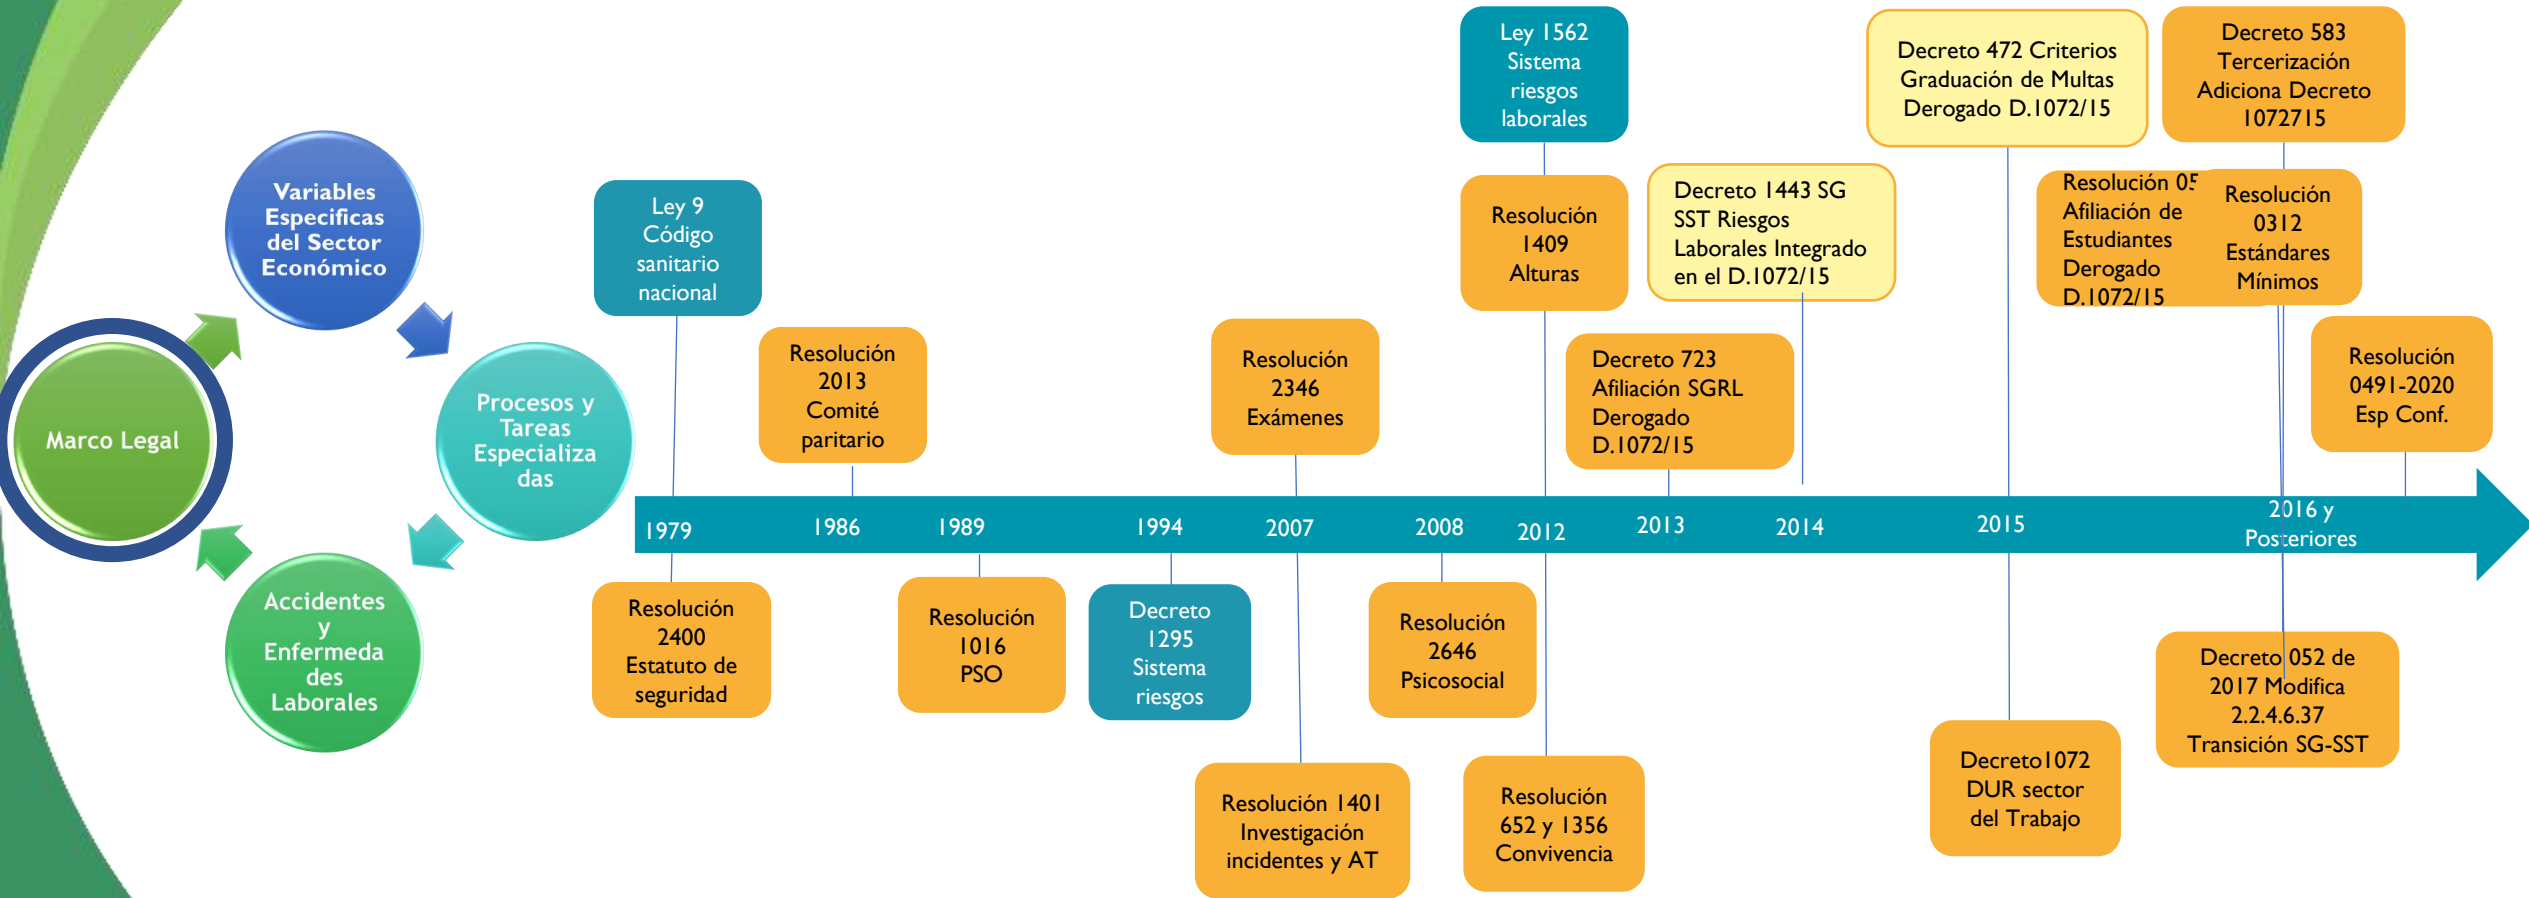 Variables
Especificas
del Sector
Económico
Procesos y
Tareas
Especializa
das
Accidentes
y
Enfermeda
des
Laborales
Marco Legal
Ley 9
Código
sanitario
nacional
Resolución
2013
Comité
paritario
Resolución
2346
Exámenes
Ley 1562
Sistema
riesgos
laborales
Resolución
1409
Alturas
Decreto 723
Afiliación SGRL
Derogado
D.1072/15
Decreto 1443 SG
SST Riesgos
Laborales Integrado
en el D.1072/15
Decreto 472 Criterios
Graduación de Multas
Derogado D.1072/15
Decreto 583
Tercerización
Adiciona Decreto
1072715
Resolución
Afiliación de
Estudiantes
Derogado
D.1072/15
Resolución
0312
Estándares
Mínimos
Resolución
0491-2020
Esp Conf.
1979
1986
1989
1994
2007
2008
2012
2013
2014
2015
2016 y
Posteriores
Resolución
2400
Estatuto de
seguridad
Resolución
1016
PSO
Decreto
1295
Sistema
riesgos
Resolución 1401
Investigación
incidentes y AT
Resolución
2646
Psicosocial
Resolución
652 y 1356
Convivencia
Decreto1072
DUR sector
del Trabajo
Decreto 052 de
2017 Modifica
2.2.4.6.37
Transición SG-SST